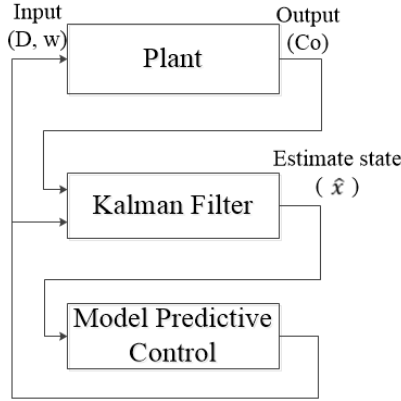 Input
(D, w)
Output
(Co)
Plant
Estimate state
( x̂ )
Kalman Filter
Model Predictive
Control